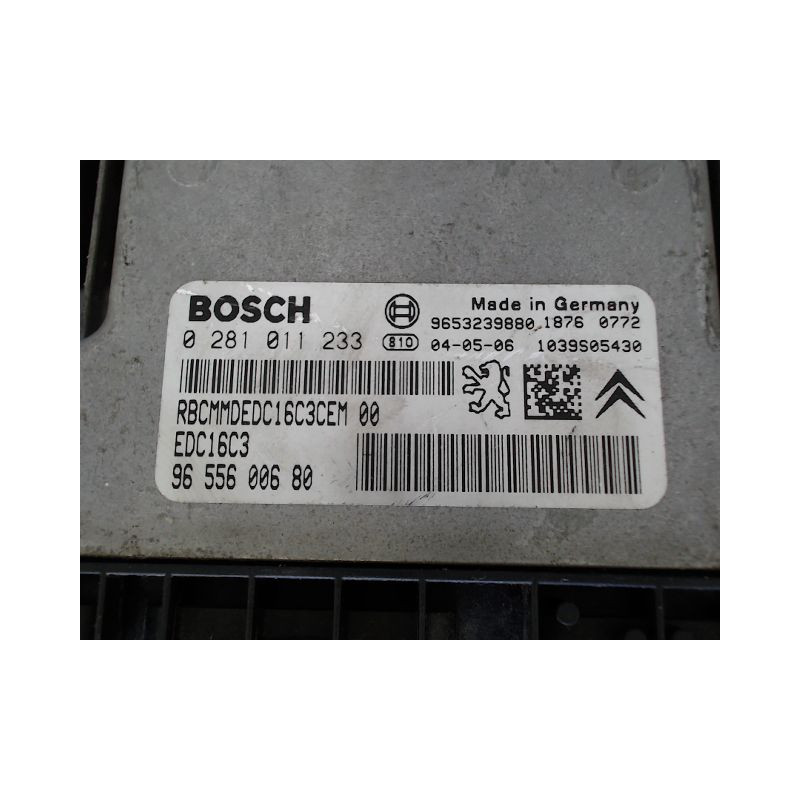 BOSCH
Made in Germany
9653239880 1876 0772
0 281 011 233 810 04-05-06 1039S05430
RBCMMDEDC16C3CEM 00
EDC16C3
96 556 006 80